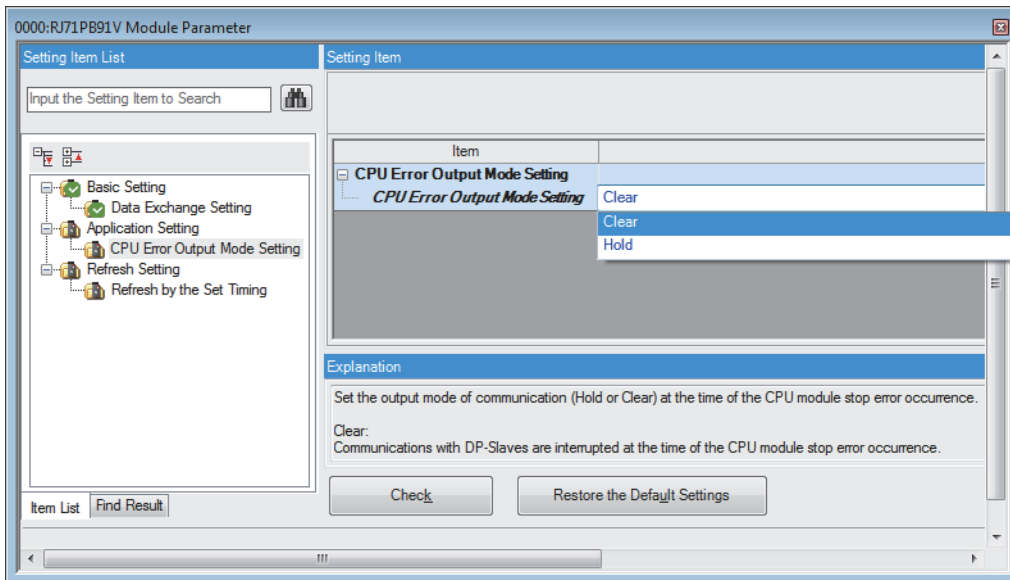 0000:RJ71PB91V Module Parameter
Setting Item List
Input the Setting Item to Search
Basic Setting
Data Exchange Setting
Application Setting
CPU Error Output Mode Setting
Refresh Setting
Refresh by the Set Timing
Item List
Find Result
Setting Item
Item
CPU Error Output Mode Setting
CPU Error Output Mode Setting
Clear
Clear
Hold
Explanation
Set the output mode of communication (Hold or Clear) at the time of the CPU module stop error occurrence.
Clear:
Communications with DP-Slaves are interrupted at the time of the CPU module stop error occurrence.
Check
Restore the Default Settings